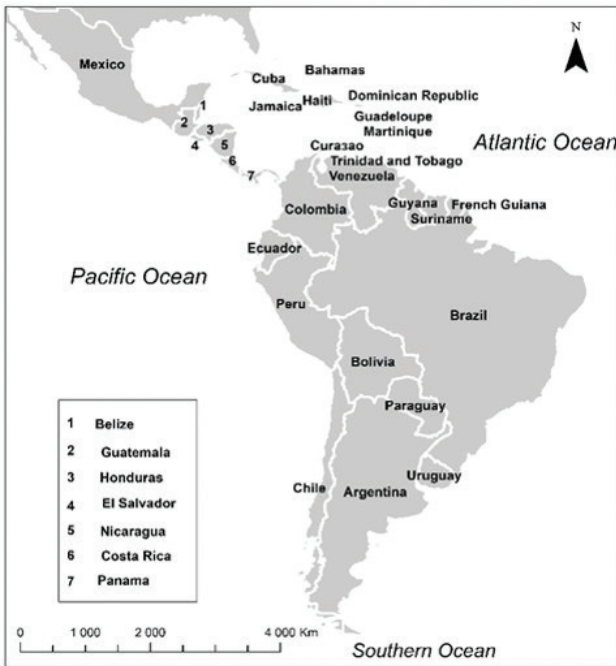 N
Mexico
Cuba
Bahamas
Jamaica
Haiti
Dominican Republic
Guadeloupe
Martinique
Atlantic Ocean
Curaзao
Trinidad and Tobago
Venezuela
Guyana
French Guiana
Suriname
Colombia
Ecuador
Pacific Ocean
Peru
Brazil
Bolivia
Paraguay
Uruguay
Chile
Argentina
1
2
3
4
5
6
7
1 Belize
2 Guatemala
3 Honduras
4 El Salvador
5 Nicaragua
6 Costa Rica
7 Panama
0 1 000 2 000 4 000 Km
Southern Ocean